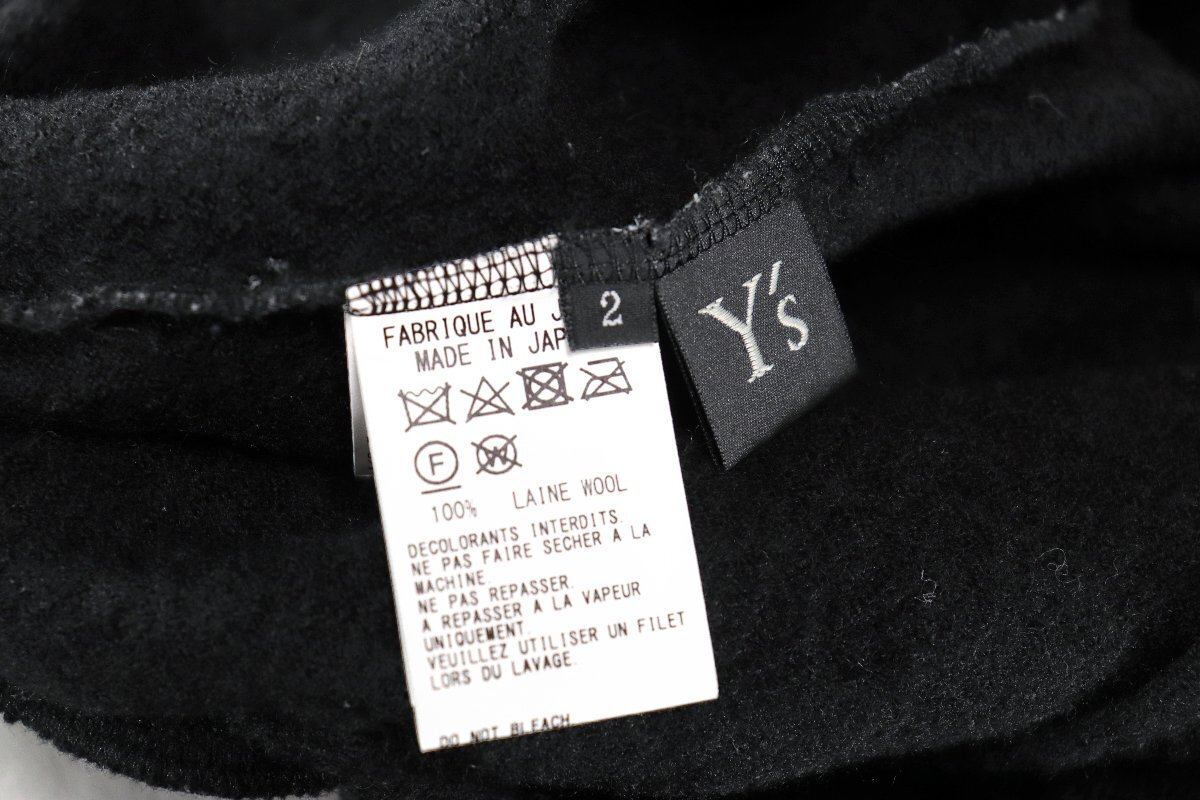 FABRIQUE AU J
MADE IN JAP
2
Y's
F
W
100% LAINE WOOL
DECOLORANTS INTERDITS.
NE PAS FAIRE SECHER A LA
MACHINE.
NE PAS REPASSER.
A REPASSER A LA VAPEUR
UNIQUEMENT.
VEUILLEZ UTILISER UN FILET
LORS DU LAVAGE.
DO NOT BLEACH